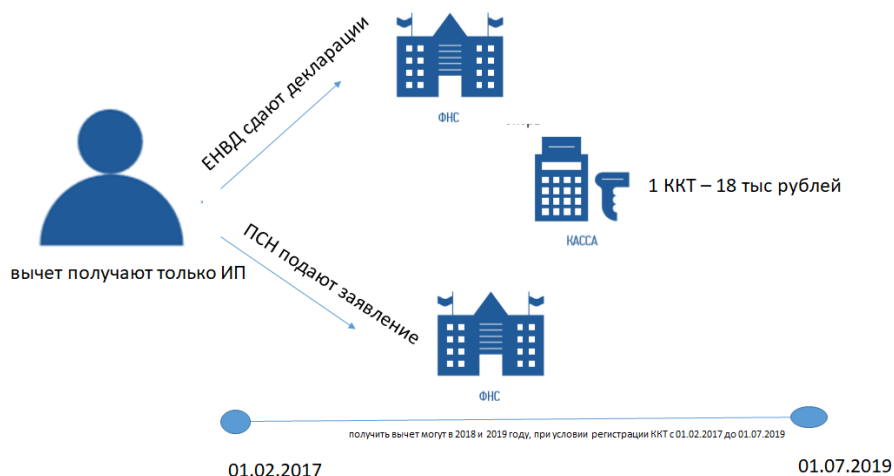 ЕНВД сдают декларации
ФНС
1 ККТ – 18 тыс рублей
КАССА
вычет получают только ИП
ПСН подают заявление
ФНС
получить вычет могут в 2018 и 2019 году, при условии регистрации ККТ с 01.02.2017 до 01.07.2019
01.02.2017
01.07.2019